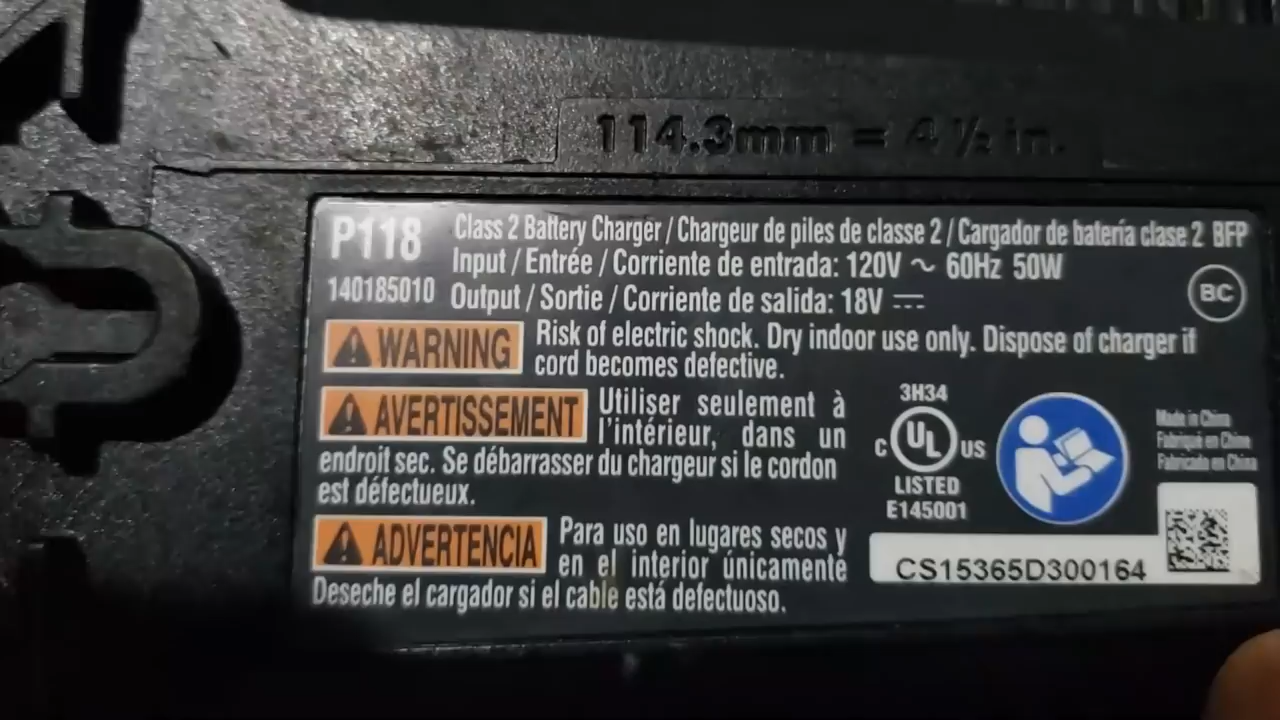 114.3mm = 4 ½ in.
P118 Class 2 Battery Charger / Chargeur de piles de classe 2 / Cargador de batería clase 2 BFP
Input / Entrée / Corriente de entrada: 120V ~ 60Hz 50W
140185010 Output / Sortie / Corriente de salida: 18V ⎓
BC
WARNING Risk of electric shock. Dry indoor use only. Dispose of charger if
cord becomes defective.
AVERTISSEMENT Utiliser seulement à
l'intérieur, dans un
endroit sec. Se débarrasser du chargeur si le cordon
est défectueux.
ADVERTENCIA Para uso en lugares secos y
en el interior únicamente
Deseche el cargador si el cable está defectuoso.
3H34
C UL US
LISTED
E145001
Made in China
Fabriqué en Chine
Fabricado en China
CS15365D300164